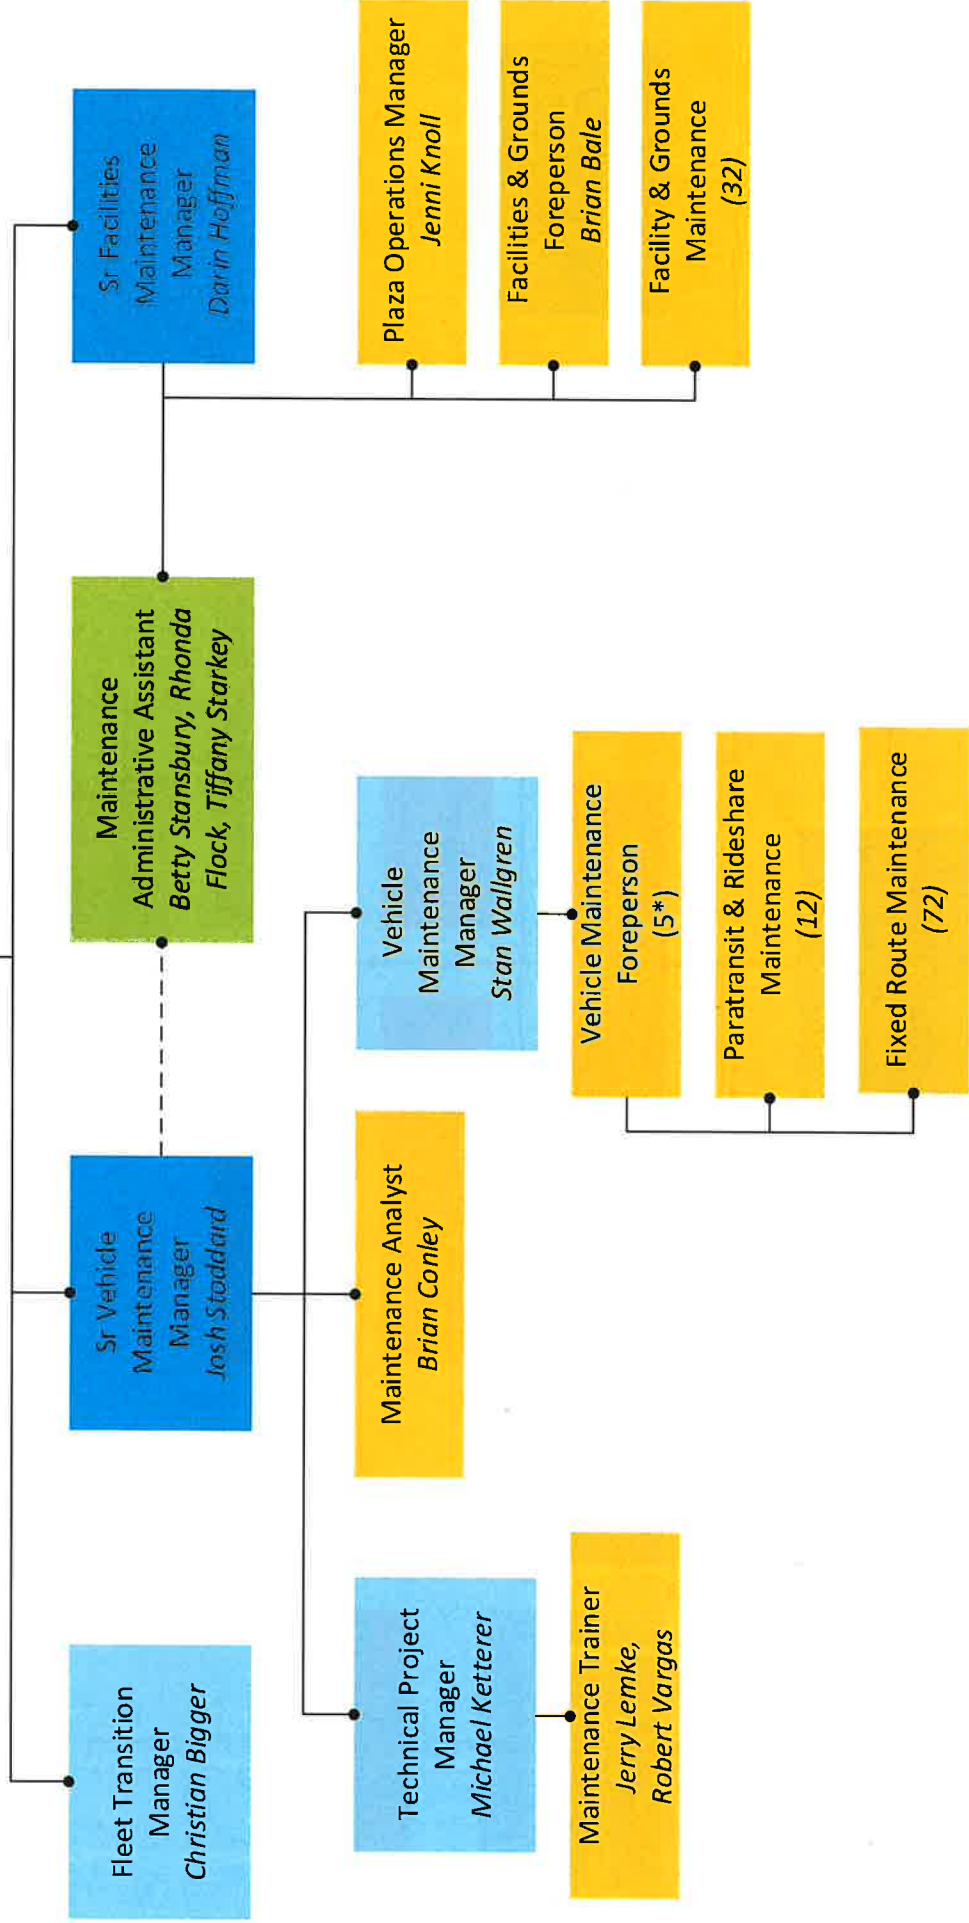 Fleet Transition
Manager
Christian Bigger
Sr Vehicle
Maintenance
Manager
Josh Stoddard
Maintenance
Administrative Assistant
Betty Stansbury, Rhonda
Flock, Tiffany Starkey
Sr Facilities
Maintenance
Manager
Darin Hoffman
Technical Project
Manager
Michael Ketterer
Maintenance Trainer
Jerry Lemke,
Robert Vargas
Maintenance Analyst
Brian Conley
Vehicle
Maintenance
Manager
Stan Wallgren
Vehicle Maintenance
Foreperson
(5*)
Paratransit & Rideshare
Maintenance
(12)
Fixed Route Maintenance
(72)
Plaza Operations Manager
Jenni Knoll
Facilities & Grounds
Foreperson
Brian Bale
Facility & Grounds
Maintenance
(32)